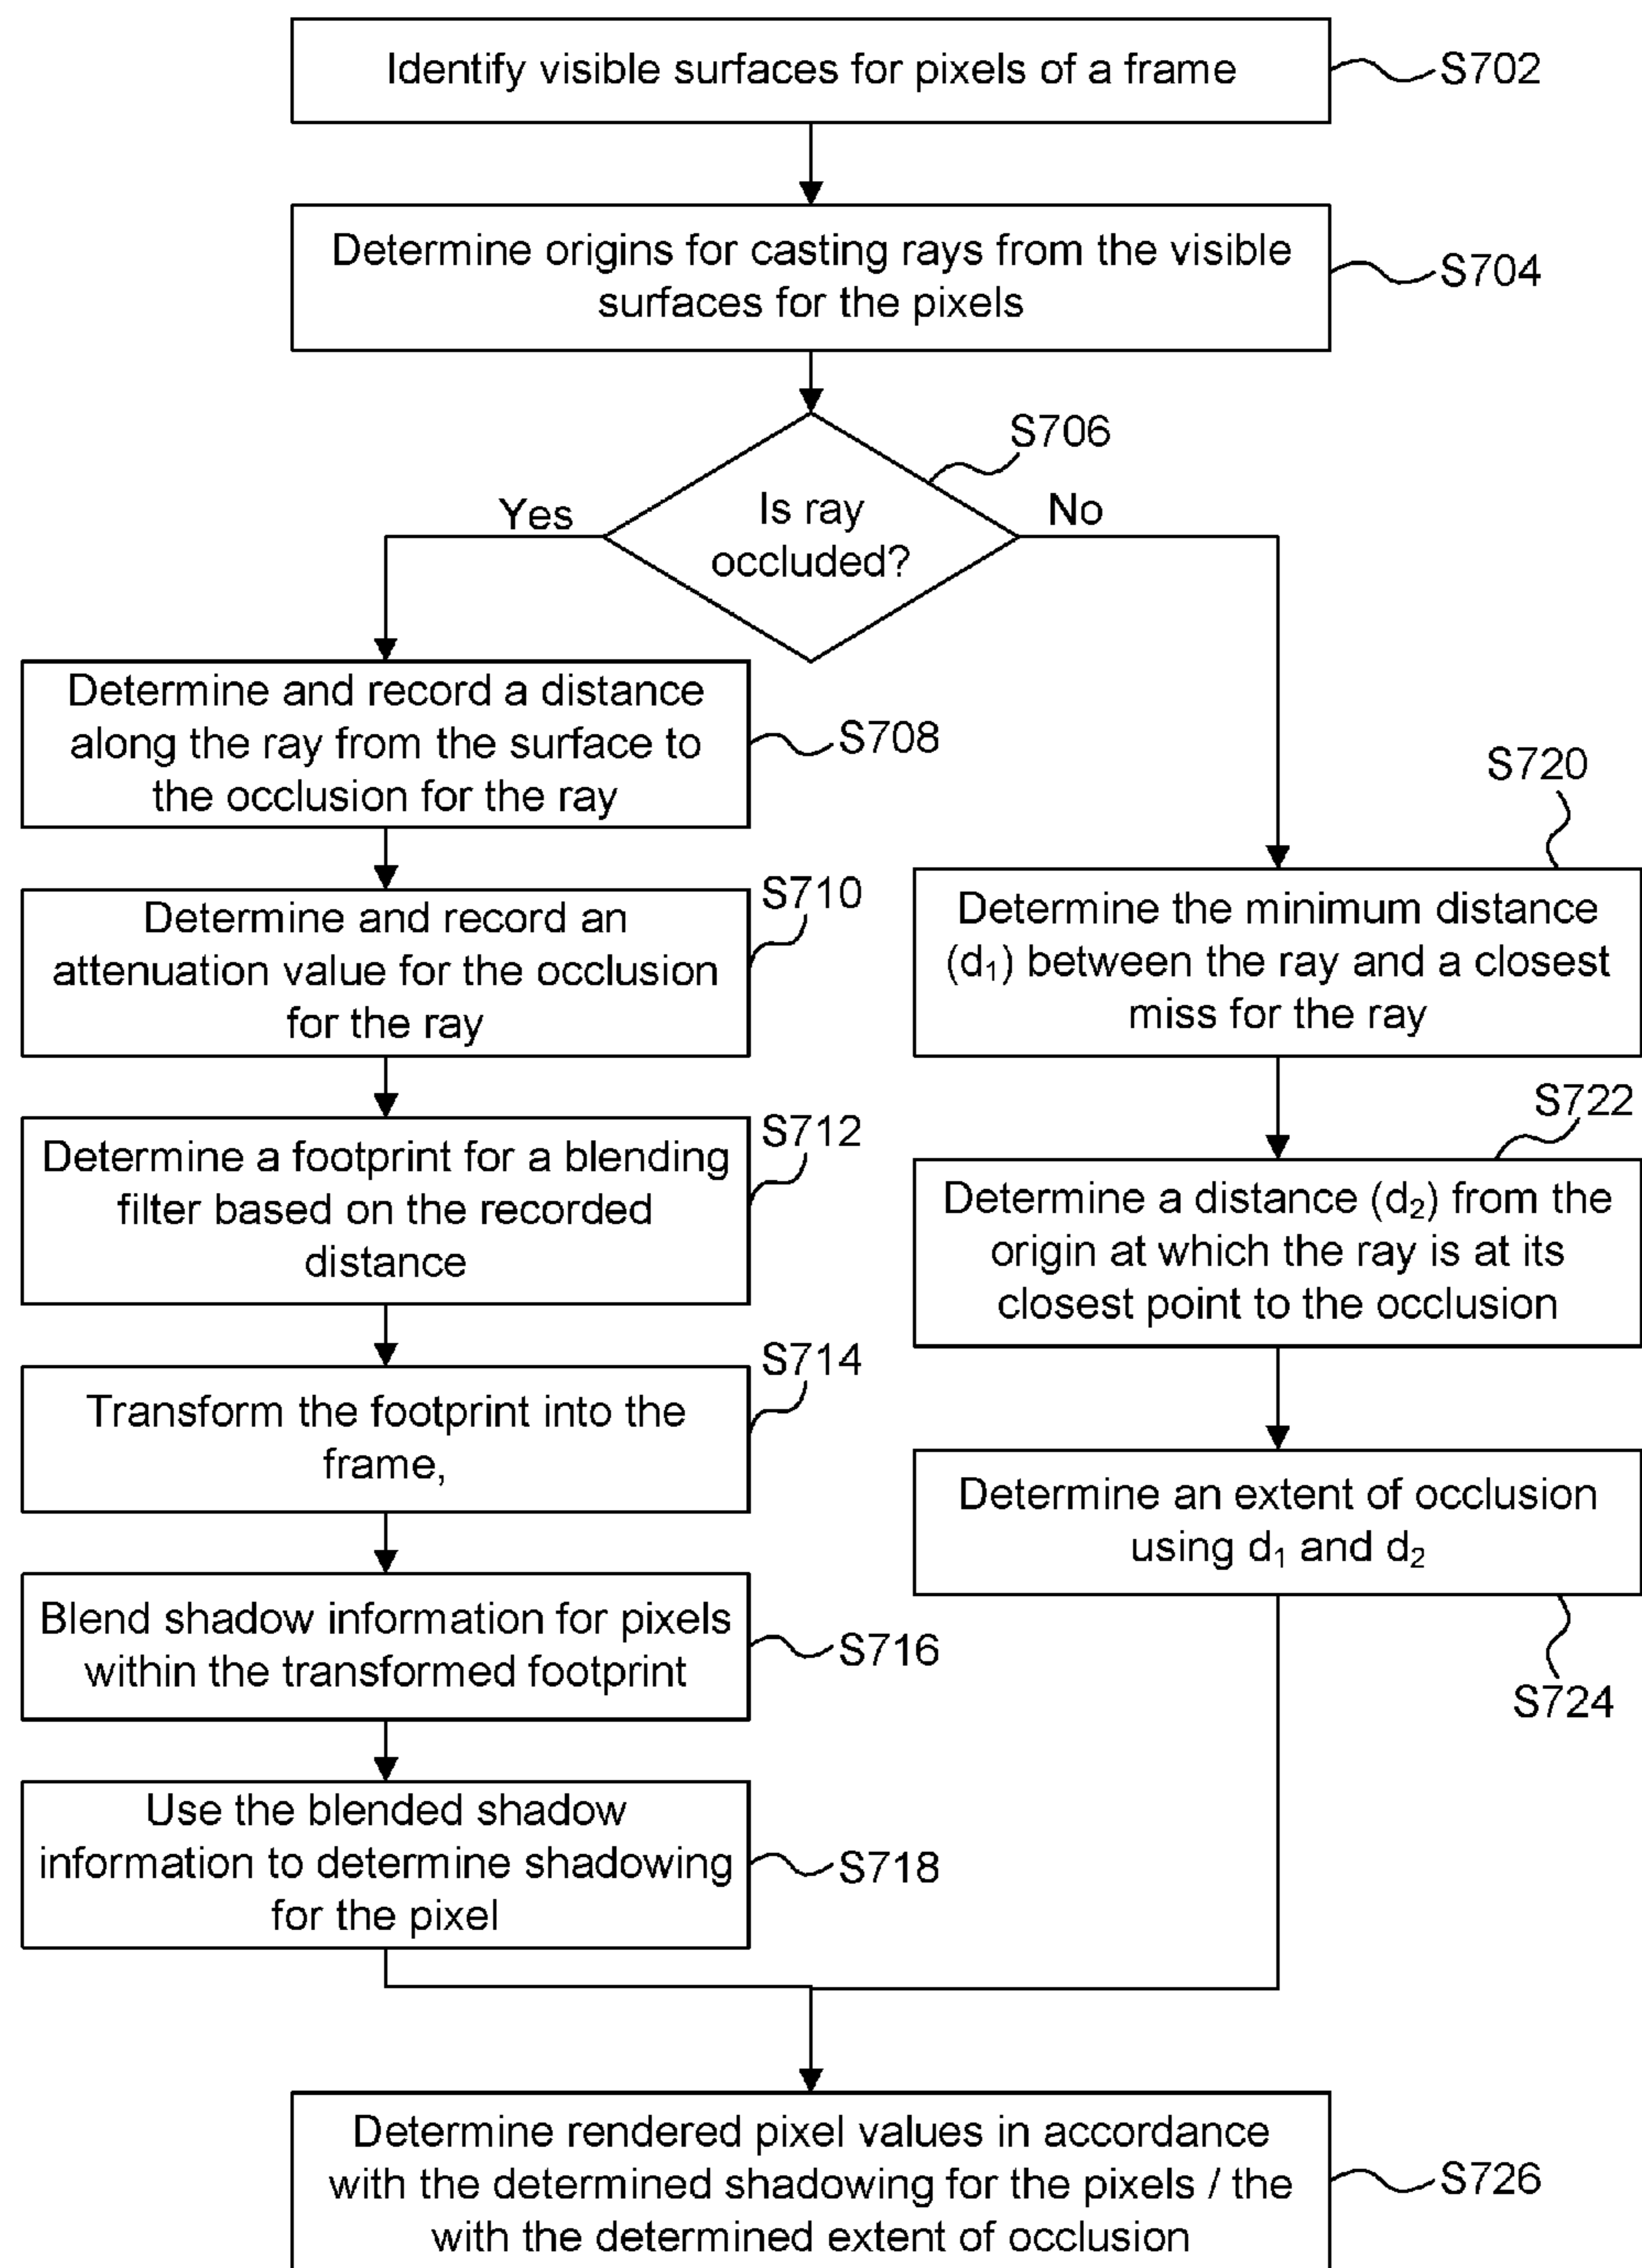 Identify visible surfaces for pixels of a frame
S702
Determine origins for casting rays from the visible
surfaces for the pixels
S704
S706
Is ray
occluded?
Yes
No
Determine and record a distance
along the ray from the surface to
the occlusion for the ray
S708
Determine and record an
attenuation value for the occlusion
for the ray
S710
Determine a footprint for a blending
filter based on the recorded
distance
S712
Transform the footprint into the
frame,
S714
Blend shadow information for pixels
within the transformed footprint
S716
Use the blended shadow
information to determine shadowing
for the pixel
S718
S720
Determine the minimum distance
(d₁) between the ray and a closest
miss for the ray
S722
Determine a distance (d₂) from the
origin at which the ray is at its
closest point to the occlusion
Determine an extent of occlusion
using d₁ and d₂
S724
Determine rendered pixel values in accordance
with the determined shadowing for the pixels / the
with the determined extent of occlusion
S726